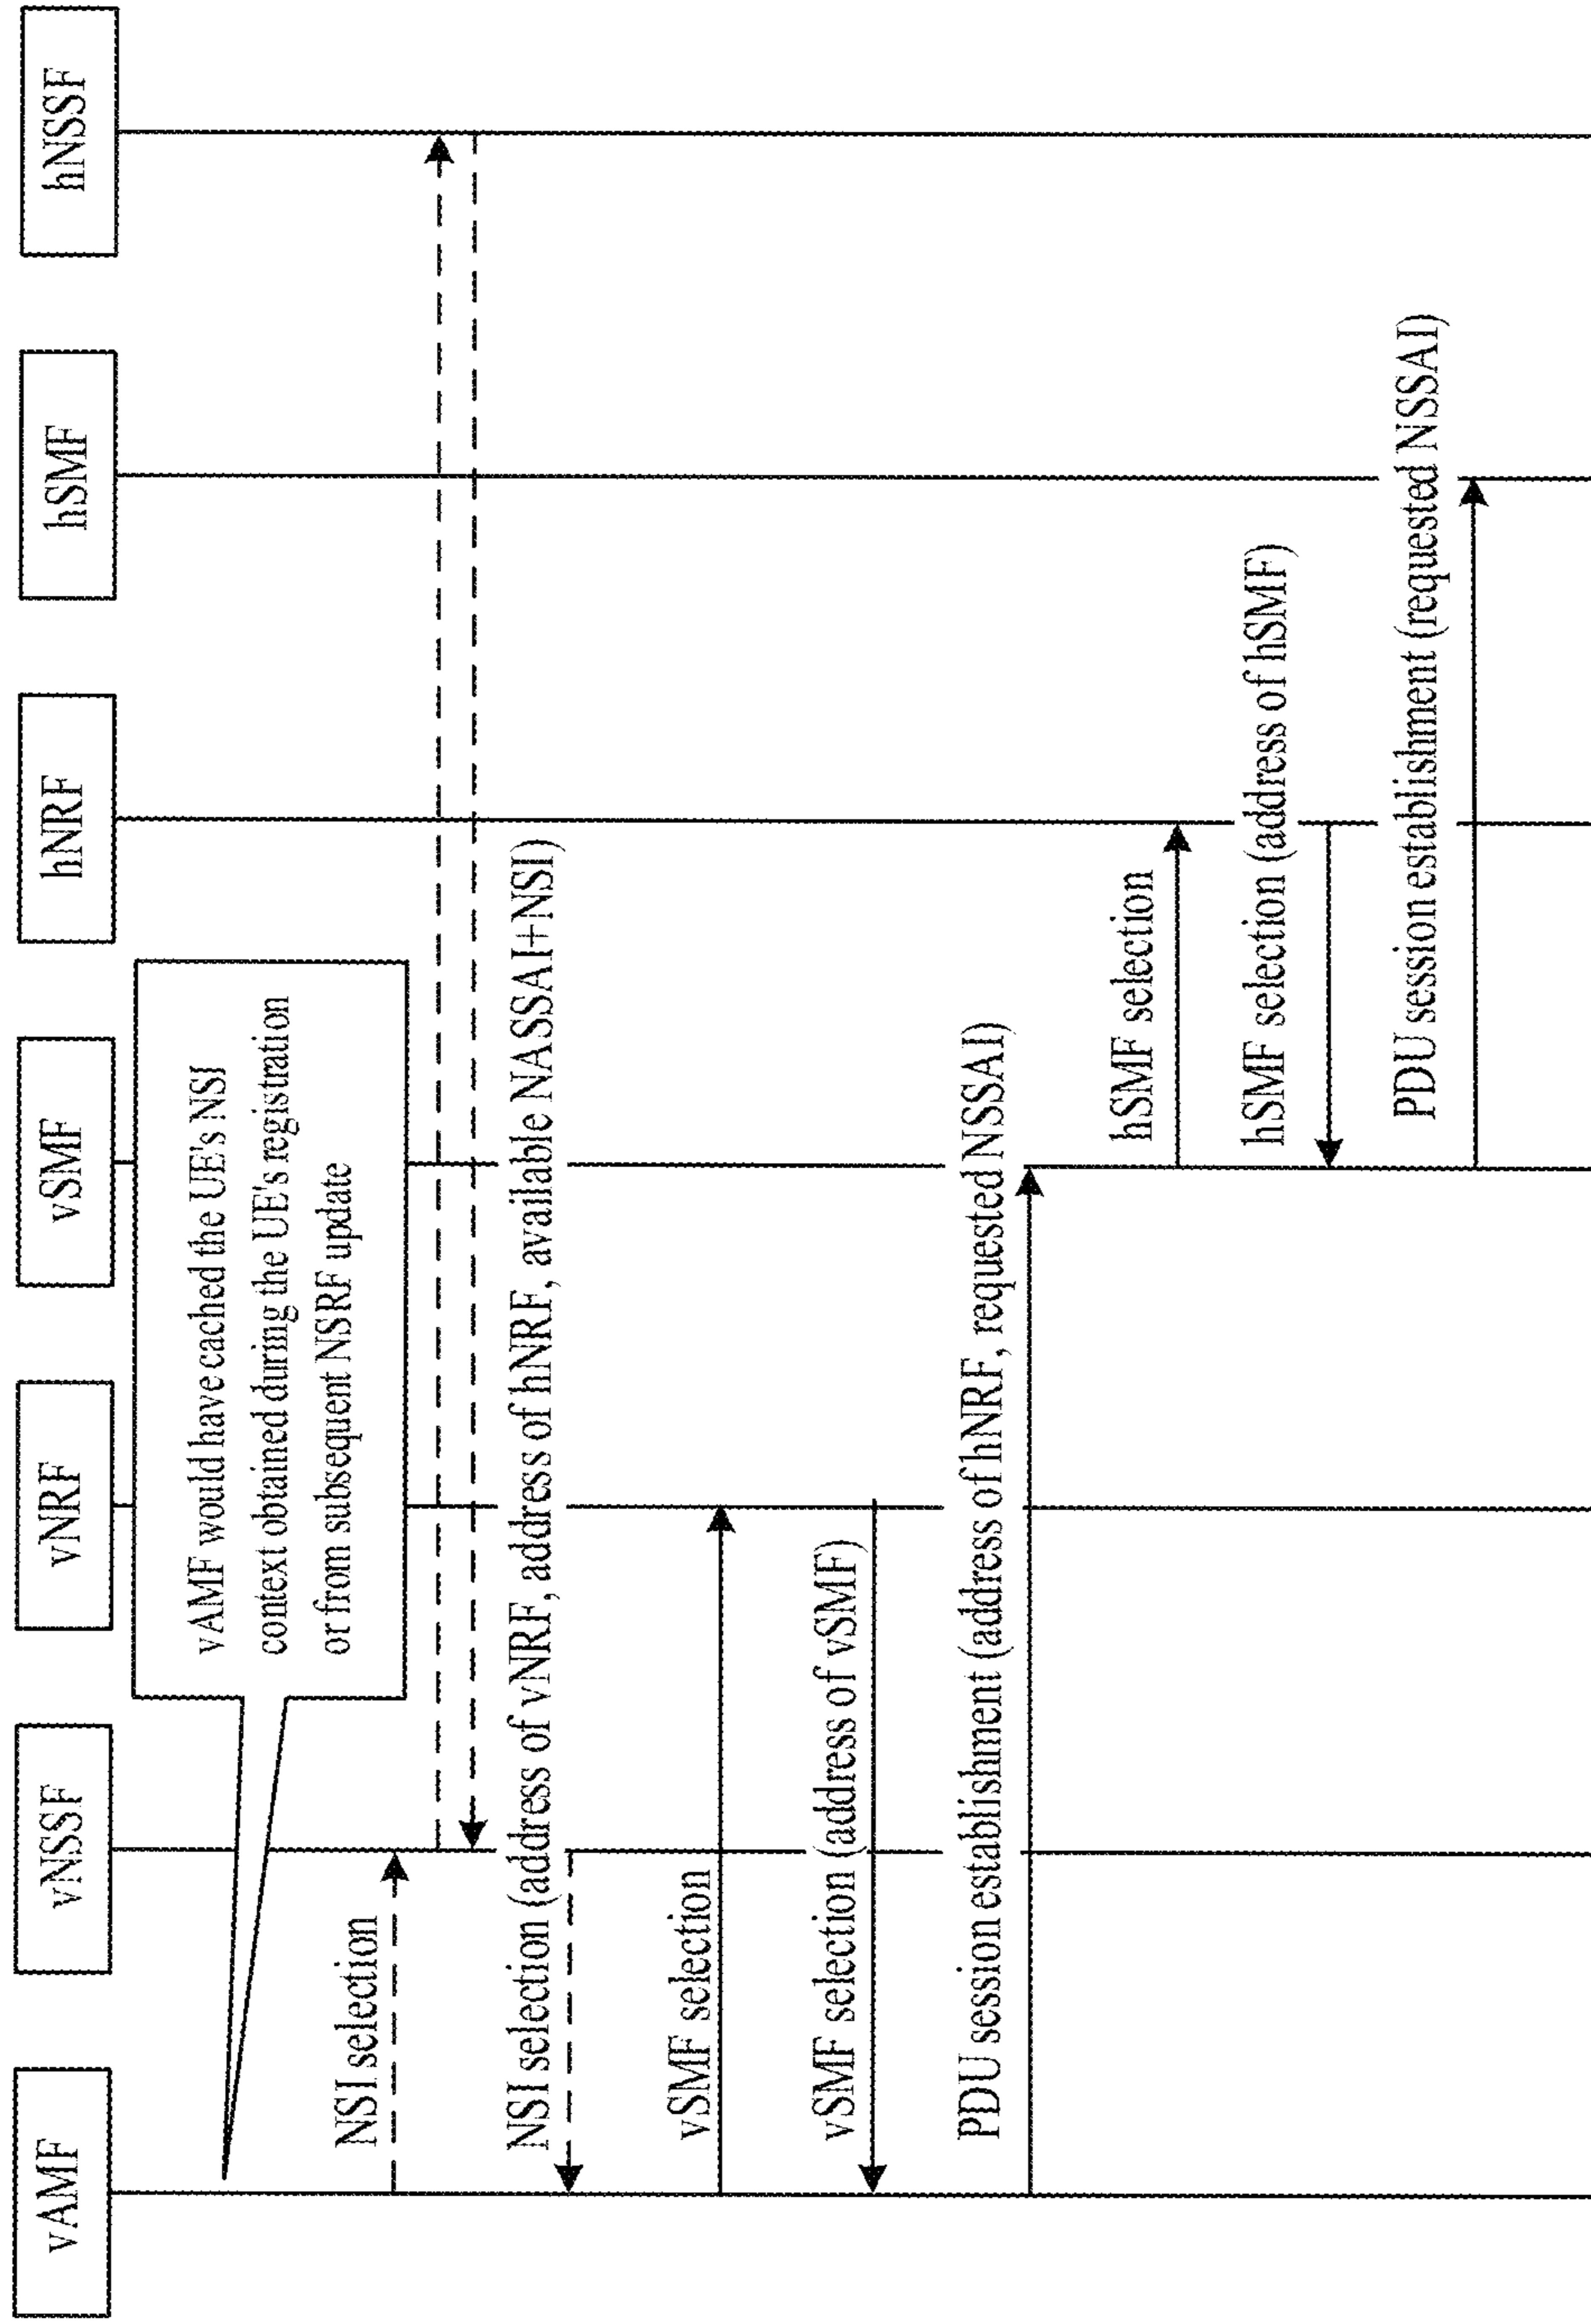 vAMF
vNSSF
vNRF
vSMF
hNRF
hSMF
hNSSF
vAMF would have cached the UE's NSI
context obtained during the UE's registration
or from subsequent NSRF update
NSI selection
NSI selection (address of vNRF, address of hNRF, available NASSAI+NSI)
vSMF selection
vSMF selection (address of vSMF)
PDU session establishment (address of hNRF, requested NSSAI)
hSMF selection
hSMF selection (address of hSMF)
PDU session establishment (requested NSSAI)